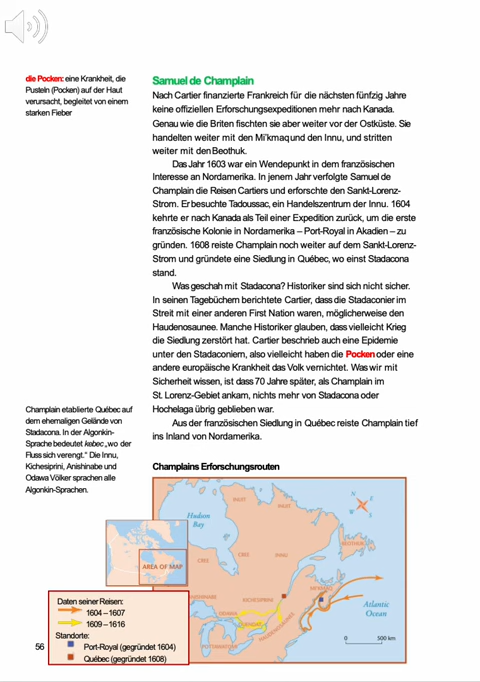 die Pocken: eine Krankheit, die
Pusteln (Pocken) auf der Haut
verursacht, begleitet von einem
starken Fieber
Samuel de Champlain
Nach Cartier finanzierte Frankreich für die nächsten fünfzig Jahre
keine offiziellen Erforschungsexpeditionen mehr nach Kanada.
Genau wie die Briten fischten sie aber weiter vor der Ostküste. Sie
handelten weiter mit den Mi'kmaq und den Innu, und stritten
weiter mit den Beothuk.
Das Jahr 1603 war ein Wendepunkt in dem französischen
Interesse an Nordamerika. In jenem Jahr verfolgte Samuel de
Champlain die Reisen Cartiers und erforschte den Sankt-Lorenz-
Strom. Er besuchte Tadoussac, ein Handelszentrum der Innu. 1604
kehrte er nach Kanada als Teil einer Expedition zurück, um die erste
französische Kolonie in Nordamerika – Port-Royal in Akadien – zu
gründen. 1608 reiste Champlain noch weiter auf dem Sankt-Lorenz-
Strom und gründete eine Siedlung in Québec, wo einst Stadacona
stand.
Was geschah mit Stadacona? Historiker sind sich nicht sicher.
In seinen Tagebüchern berichtete Cartier, dass die Stadaconier im
Streit mit einer anderen First Nation waren, möglicherweise den
Haudenosaunee. Manche Historiker glauben, dass vielleicht Krieg
die Siedlung zerstört hat. Cartier beschrieb auch eine Epidemie
unter den Stadaconiern, also vielleicht haben die Pocken oder eine
andere europäische Krankheit das Volk vernichtet. Was wir mit
Sicherheit wissen, ist dass 70 Jahre später, als Champlain im
St. Lorenz-Gebiet ankam, nichts mehr von Stadacona oder
Hochelaga übrig geblieben war.
Aus der französischen Siedlung in Québec reiste Champlain tief
ins Inland von Nordamerika.
Champlain etablierte Québec auf
dem ehemaligen Gelände von
Stadacona. In der Algonkin-
Sprache bedeutet kebec „wo der
Fluss sich verengt.“ Die Innu,
Kichesiprini, Anishinabe und
Odawa Völker sprachen alle
Algonkin-Sprachen.
Champlains Erforschungsrouten
INUIT
INUIT
Hudson
Bay
N
E
S
W
CREE
CREE
INNU
BEOTHUK
AREA OF MAP
KICHESIPRINI
MI'KMAQ
ODAWA
HAUDENOSAUNEE
POTAWATOMI
Atlantic
Ocean
0 500 km
Daten seiner Reisen:
1604 – 1607
1609 – 1616
Standorte:
Port-Royal (gegründet 1604)
Québec (gegründet 1608)
56